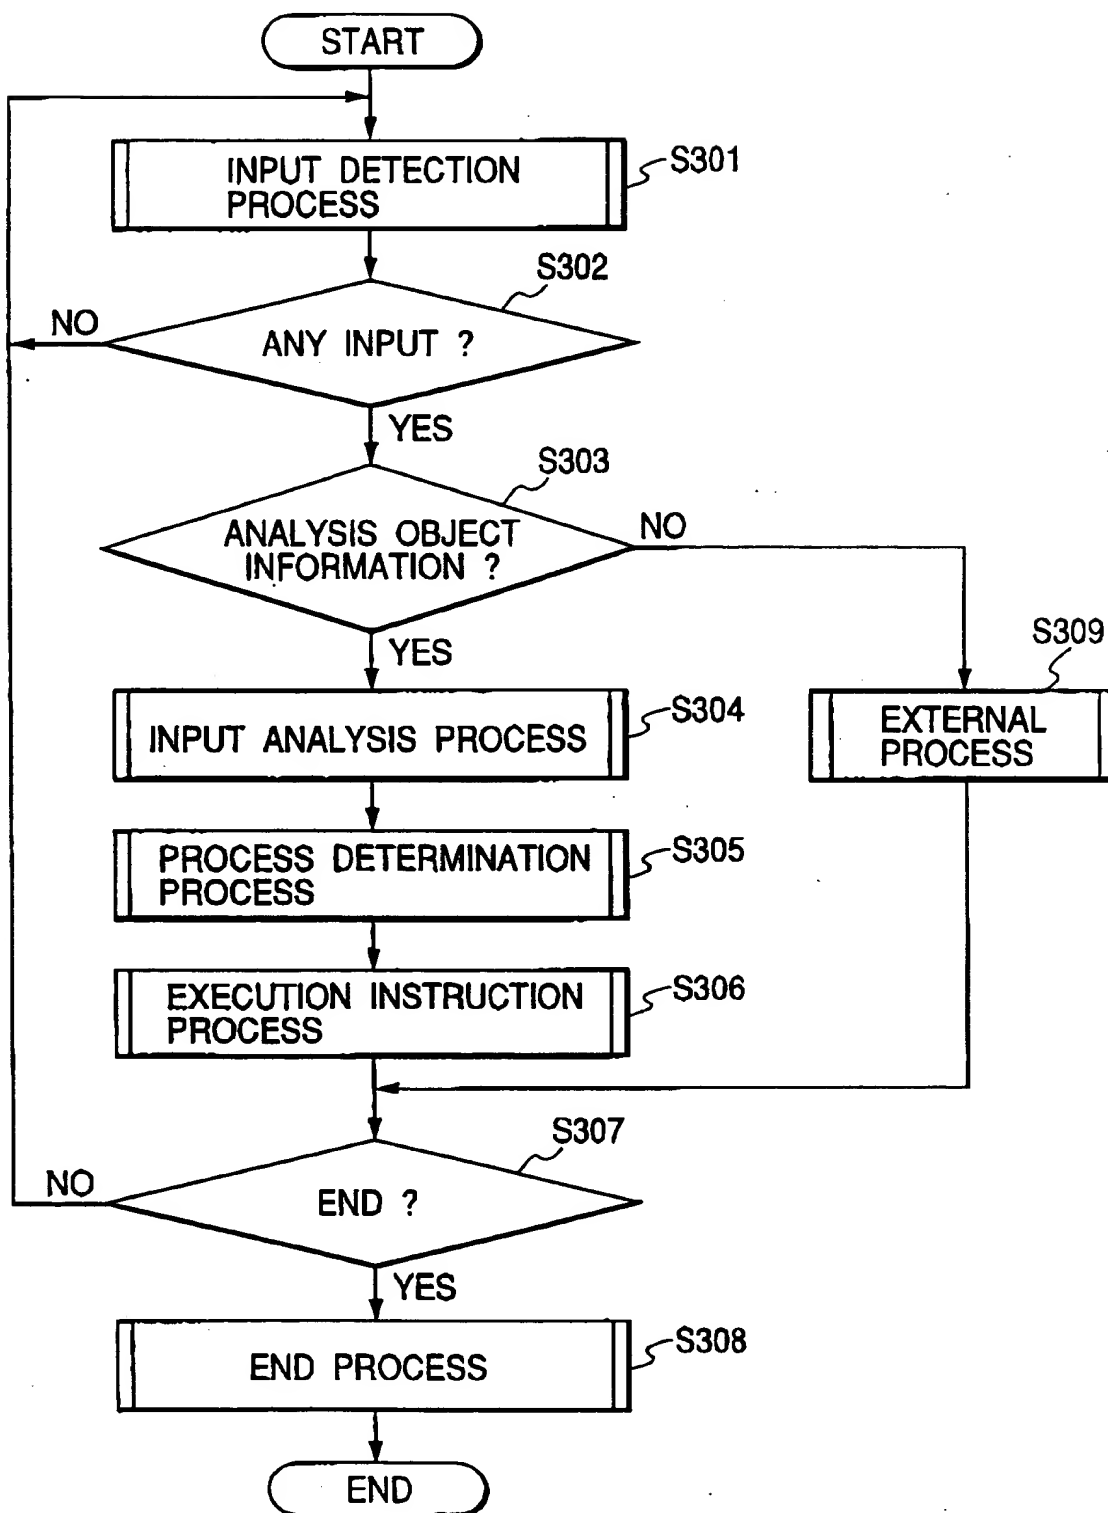 START
INPUT DETECTION
PROCESS
S301
S302
NO
ANY INPUT ?
YES
S303
ANALYSIS OBJECT
INFORMATION ?
NO
YES
S309
INPUT ANALYSIS PROCESS
S304
EXTERNAL
PROCESS
PROCESS DETERMINATION
PROCESS
S305
EXECUTION INSTRUCTION
PROCESS
S306
S307
NO
END ?
YES
END PROCESS
S308
END